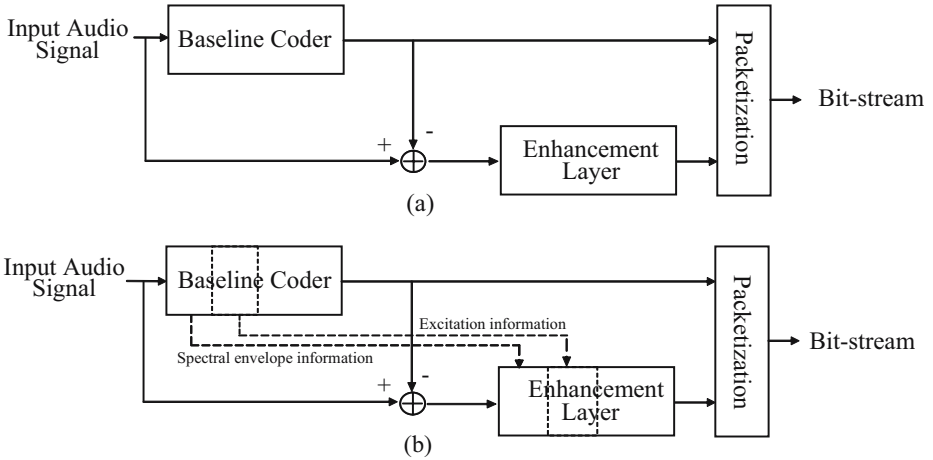 Input Audio
Signal
Baseline Coder
Packetization
Bit-stream
+
-
Enhancement
Layer
(a)
Input Audio
Signal
Baseline Coder
Packetization
Excitation information
Spectral envelope information
Bit-stream
+
-
Enhancement
Layer
(b)